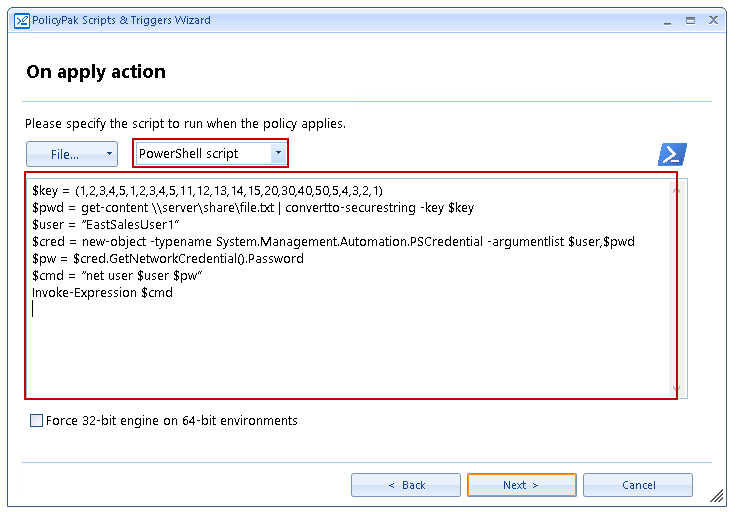 PolicyPak Scripts & Triggers Wizard
On apply action
Please specify the script to run when the policy applies.
File...
PowerShell script
$key = (1,2,3,4,5,1,2,3,4,5,11,12,13,14,15,20,30,40,50,5,4,3,2,1)
$pwd = get-content \\server\share\file.txt | convertto-securestring -key $key
$user = "EastSalesUser1"
$cred = new-object -typename System.Management.Automation.PSCredential -argumentlist $user,$pwd
$pw = $cred.GetNetworkCredential().Password
$cmd = "net user $user $pw"
Invoke-Expression $cmd
Force 32-bit engine on 64-bit environments
< Back
Next >
Cancel